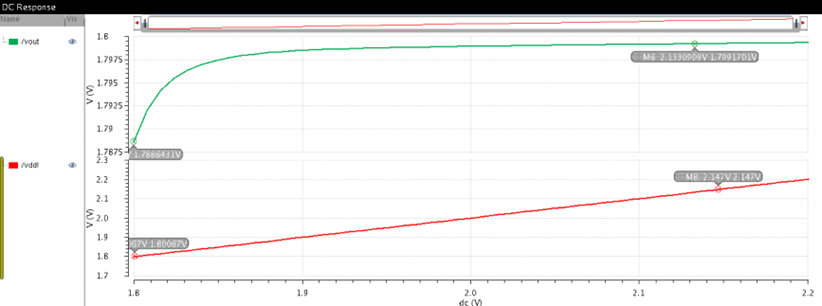 DC Response
Name Vis
/vout
/vddl
V (V)
1.8
1.7975
1.795
1.7925
1.79
1.7875
M6: 2.1330909V 1.7991701V
1.7886431V
V (V)
2.3
2.2
2.1
2.0
1.9
1.8
1.7
M8: 2.147V 2.147V
067V 1.80067V
1.8 1.9 2.0 2.1 2.2
dc (V)